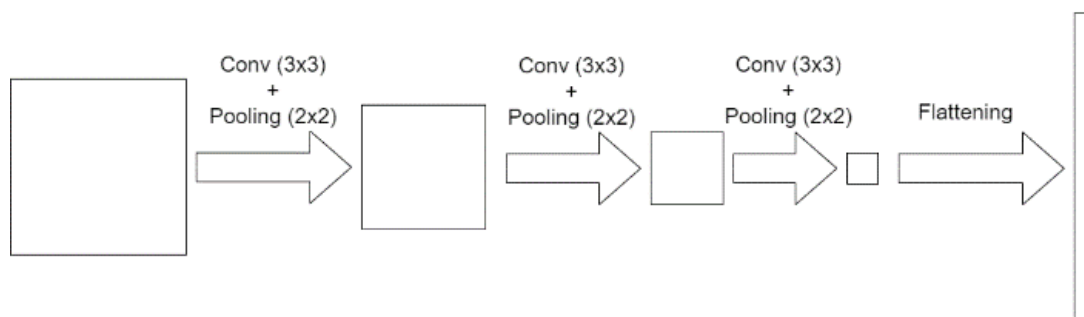 Conv (3x3)
+
Pooling (2x2)
Conv (3x3)
+
Pooling (2x2)
Conv (3x3)
+
Pooling (2x2)
Flattening